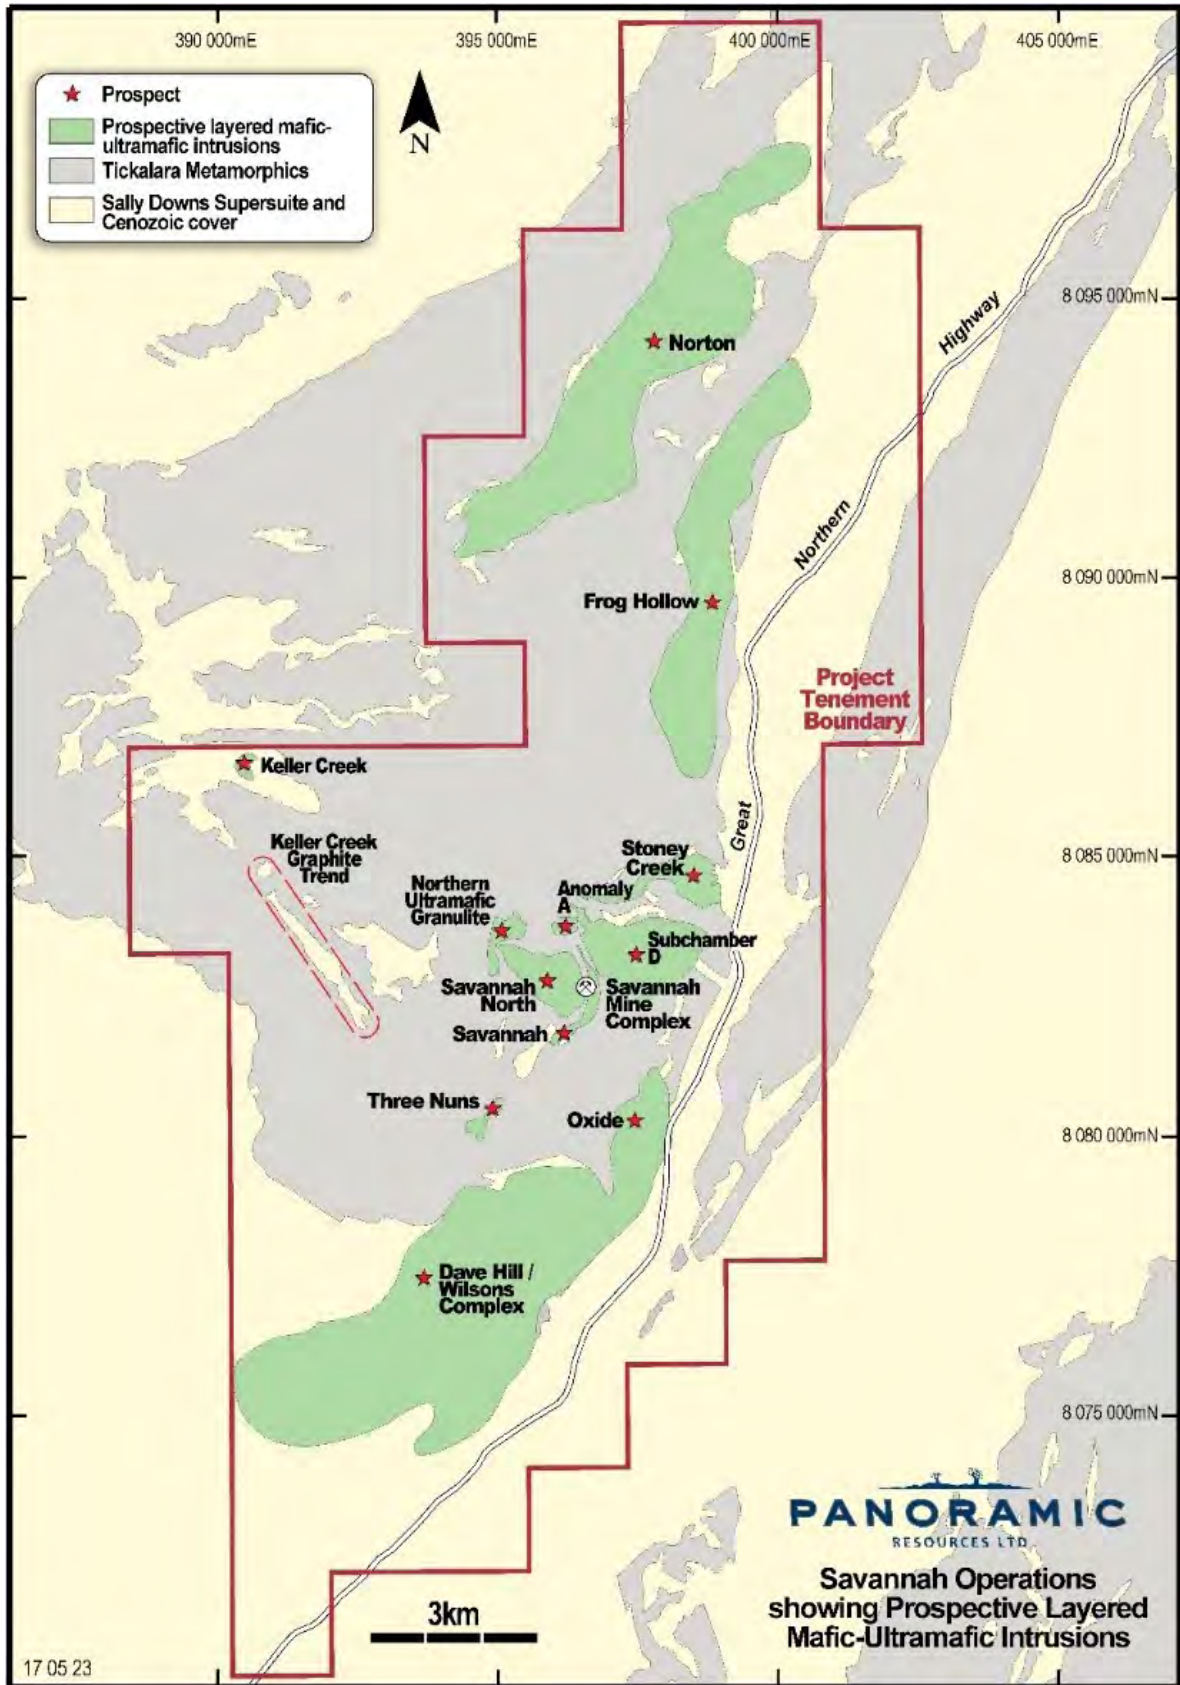 390 000mE
395 000mE
400 000mE
405 000mE
Prospect
Prospective layered mafic-
ultramafic intrusions
Tickalara Metamorphics
Sally Downs Supersuite and
Cenozoic cover
N
8 095 000mN
Highway
Norton
Northern
8 090 000mN
Frog Hollow
Project
Tenement
Boundary
Keller Creek
Great
Keller Creek
Graphite
Trend
Stoney
Creek
8 085 000mN
Northern
Ultramafic
Granulite
Anomaly
A
Subchamber
D
Savannah
North
Savannah
Mine
Complex
Savannah
Three Nuns
Oxide
8 080 000mN
Dave Hill /
Wilsons
Complex
8 075 000mN
PANORAMIC
RESOURCES LTD
Savannah Operations
showing Prospective Layered
Mafic-Ultramafic Intrusions
3km
17 05 23